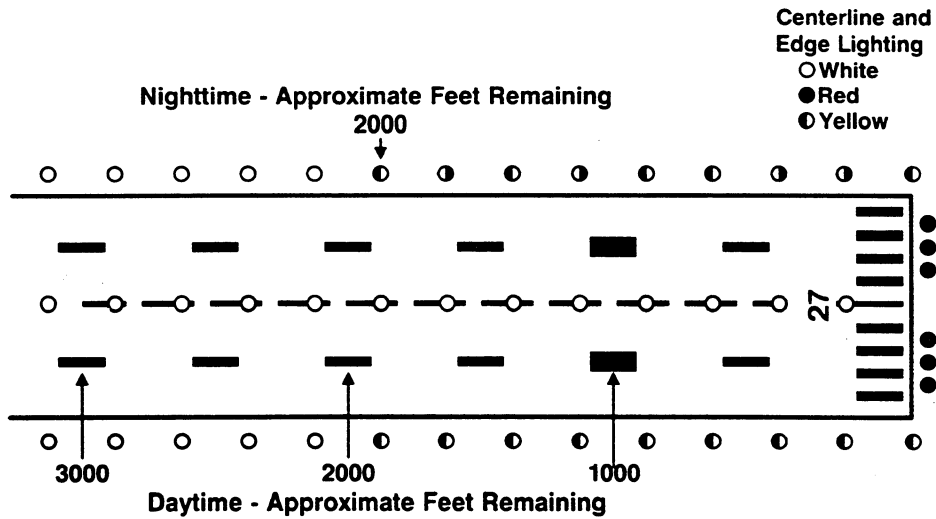 Centerline and
Edge Lighting
White
Red
Yellow
Nighttime - Approximate Feet Remaining
2000
27
3000
2000
1000
Daytime - Approximate Feet Remaining